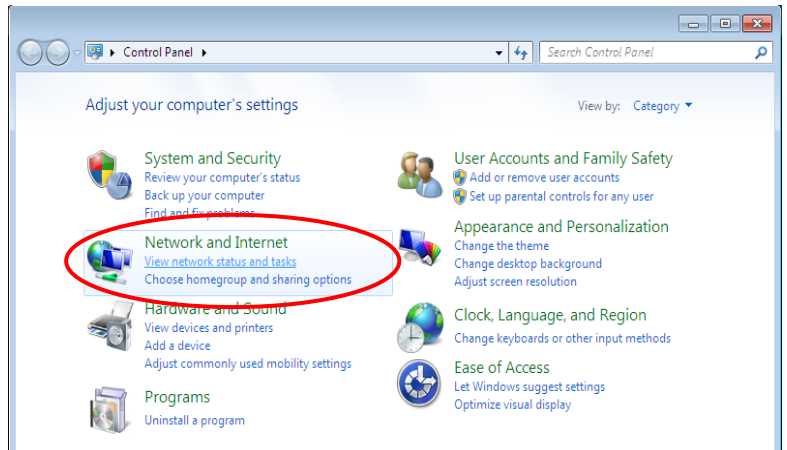 Control Panel
Search Control Panel
Adjust your computer's settings
View by: Category
System and Security
Review your computer's status
Back up your computer
Find and fix problems
Network and Internet
View network status and tasks
Choose homegroup and sharing options
Hardware and Sound
View devices and printers
Add a device
Adjust commonly used mobility settings
Programs
Uninstall a program
User Accounts and Family Safety
Add or remove user accounts
Set up parental controls for any user
Appearance and Personalization
Change the theme
Change desktop background
Adjust screen resolution
Clock, Language, and Region
Change keyboards or other input methods
Ease of Access
Let Windows suggest settings
Optimize visual display